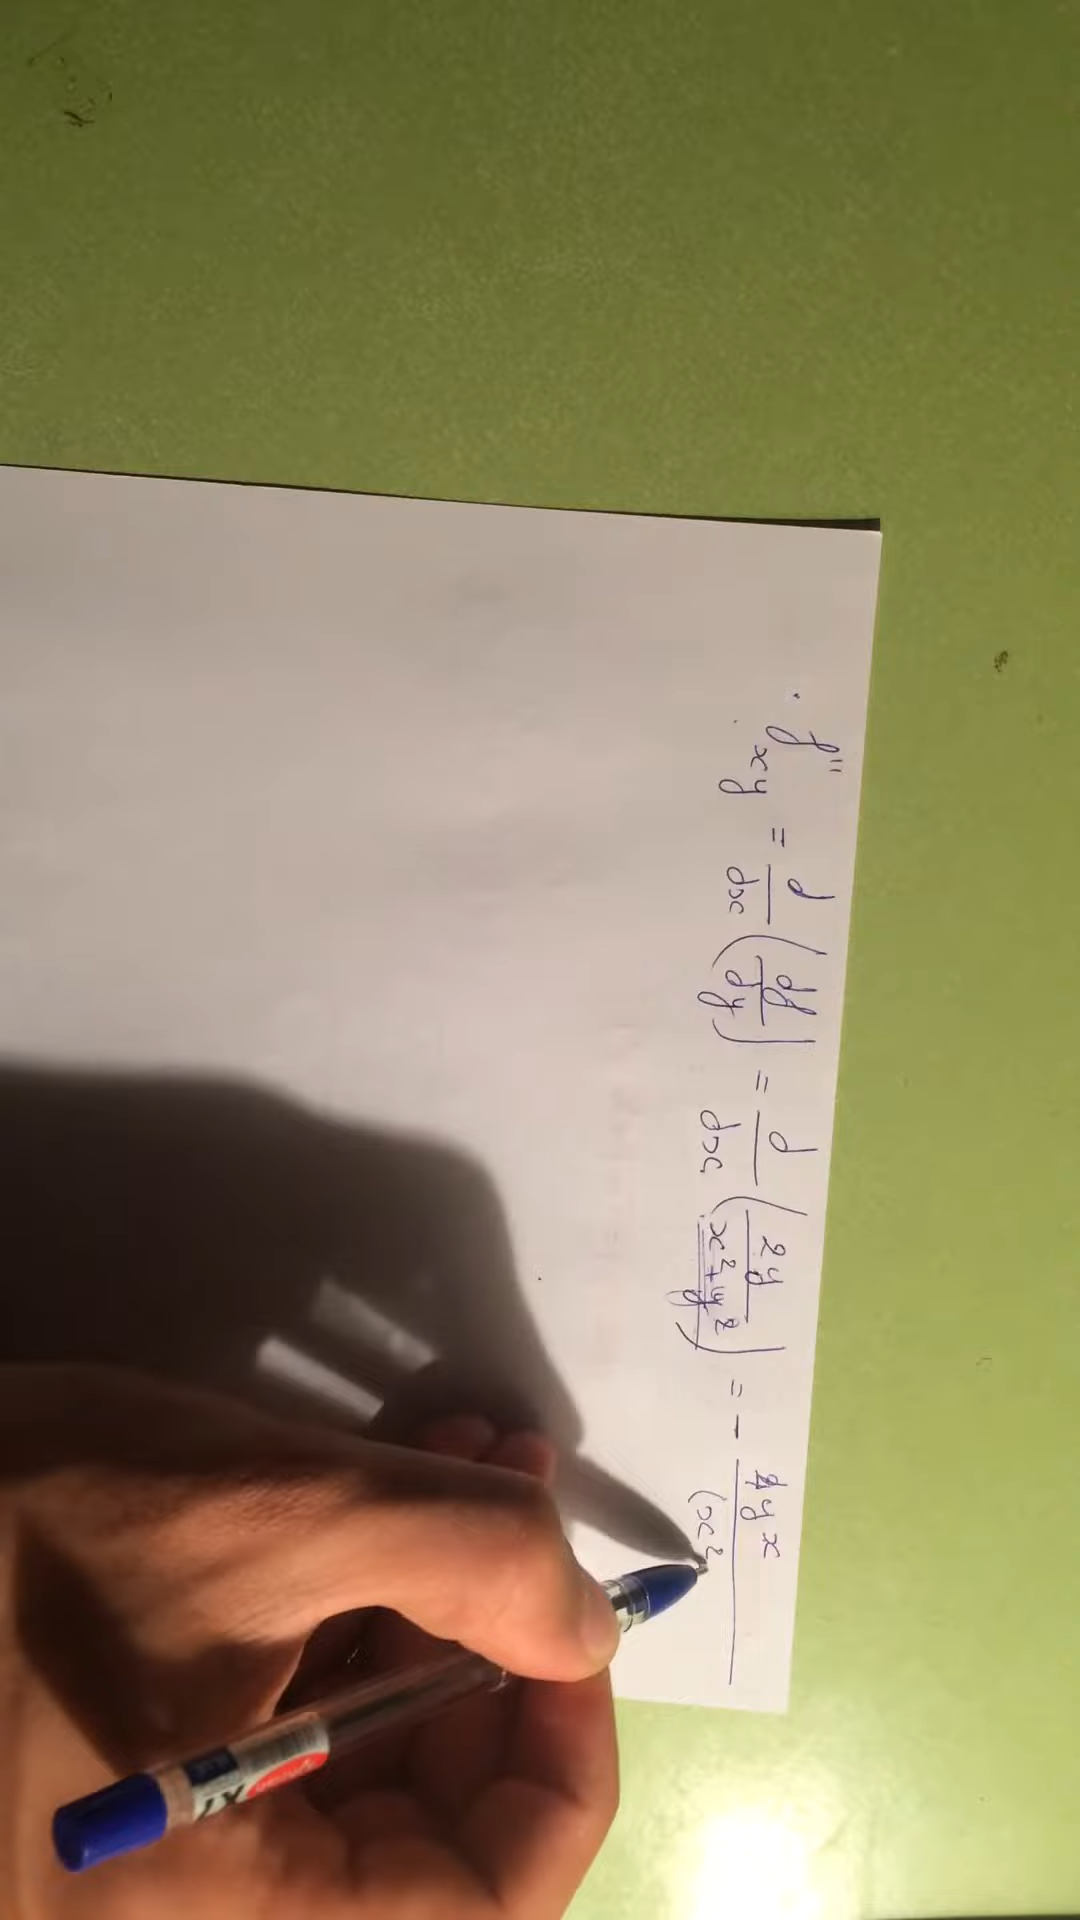 f''xy = d/dx (df/dy) = d/dx (2y/(x²+y²)) = - 4yx/(x²